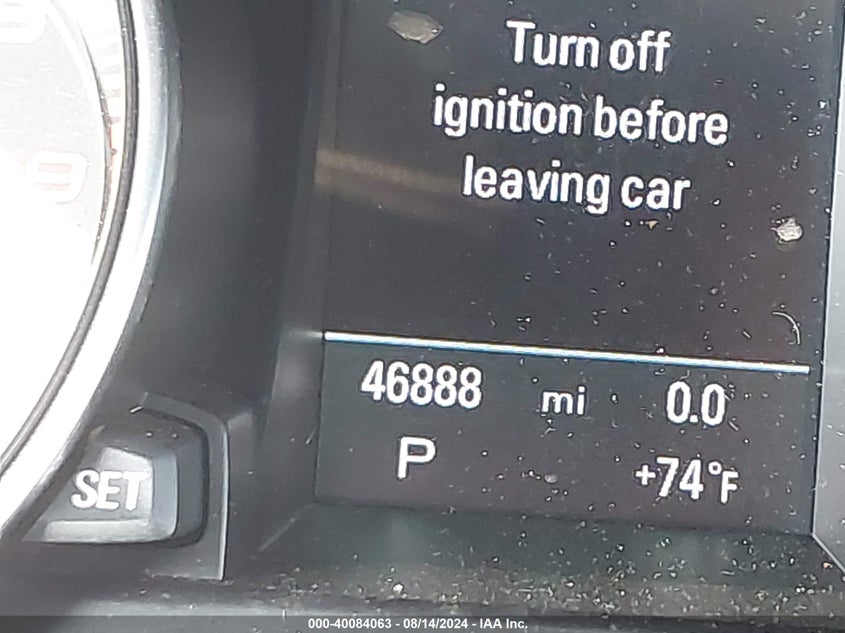 Turn off
ignition before
leaving car
46888 mi 0.0
P +74°F
SET
000-40084063 - 08/14/2024 - IAA Inc.